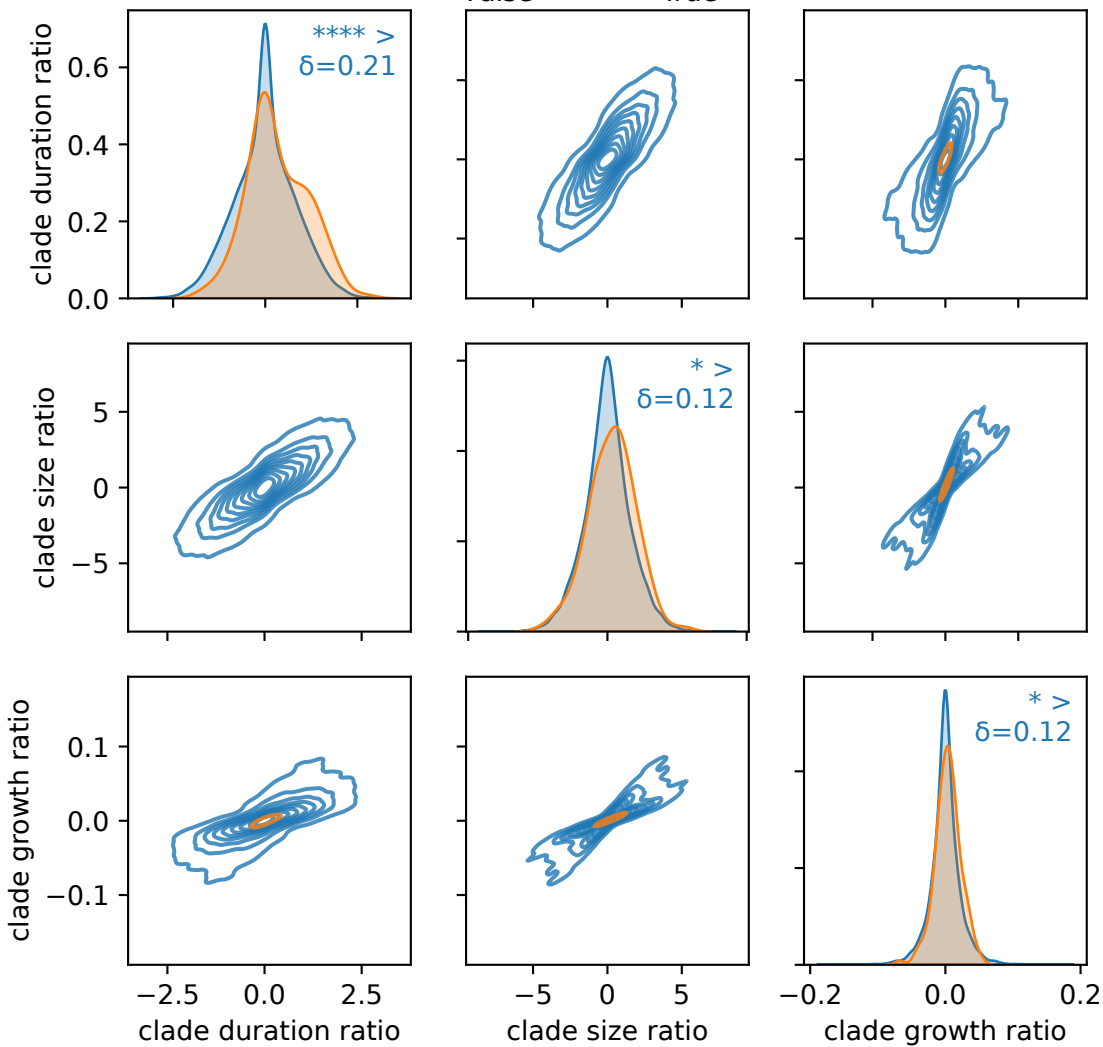 clade duration ratio
0.6
0.4
0.2
0.0
**** >
δ=0.21
clade size ratio
5
0
−5
* >
δ=0.12
clade growth ratio
0.1
0.0
−0.1
* >
δ=0.12
−2.5 0.0 2.5
−5 0 5
−0.2 0.0 0.2
clade duration ratio
clade size ratio
clade growth ratio